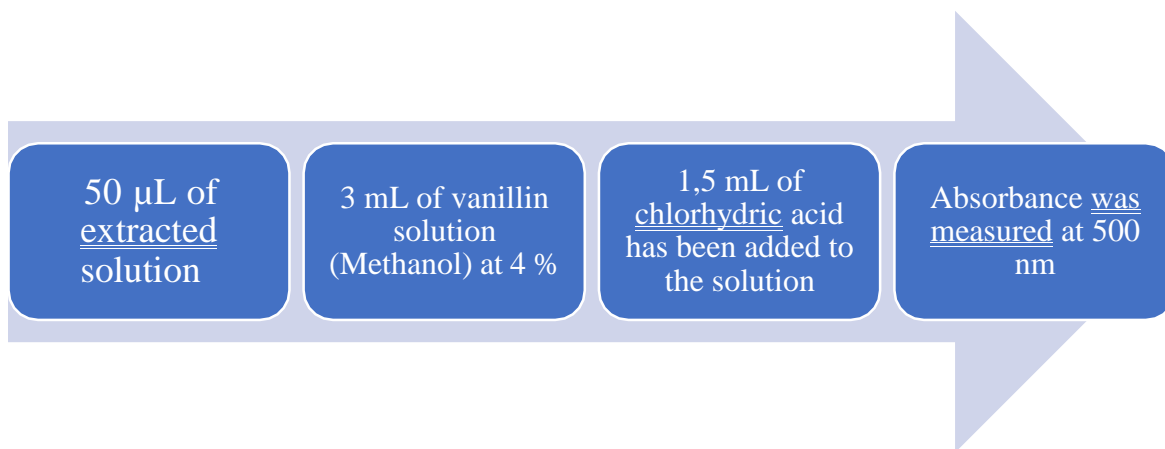 50 µL of
extracted
solution
3 mL of vanillin
solution
(Methanol) at 4 %
1,5 mL of
chlorhydric acid
has been added to
the solution
Absorbance was
measured at 500
nm